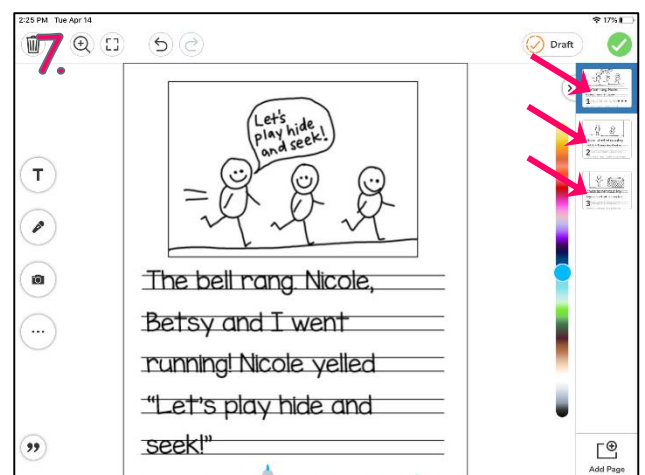 2:25 PM Tue Apr 14
17%
7.
Draft
Let's
play hide
and seek!
T
The bell rang. Nicole,
Betsy and I went
running! Nicole yelled
"Let's play hide and
seek!"
1
2
3
Add Page